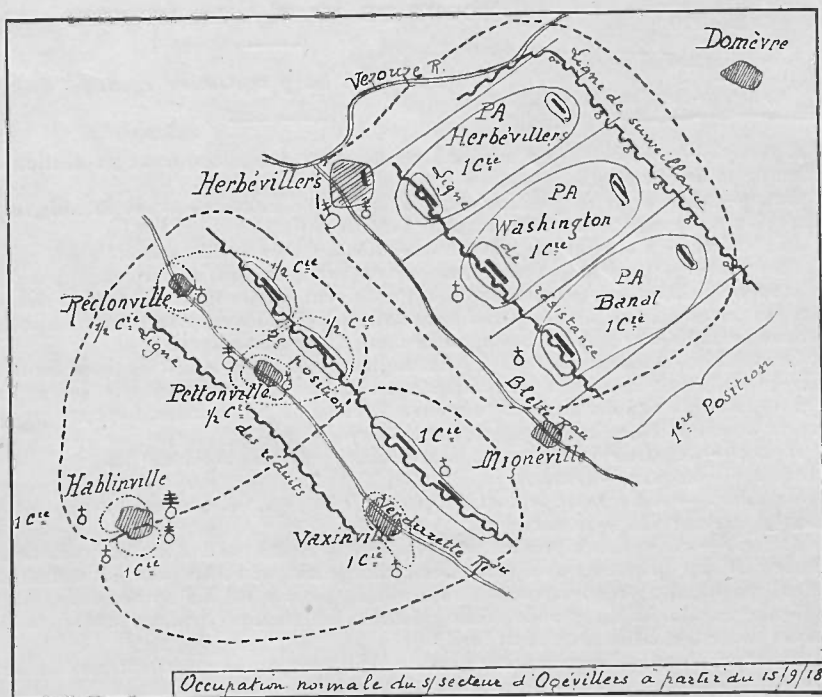 Domèvre
Vezouze R.
Ligne de surveillance
PA
Herbévillers
1 Cie
Herbévillers
Ligne de résistance
PA
Washington
1 Cie
PA
Banal
1 Cie
1ère Position
Blette Rau
Mignéville
½ Cie
Réclonville
½ Cie
½ Cie
2e position
Pettonville
½ Cie
Ligne des réduits
1 Cie
Hablinville
1 Cie
1 Cie
Vaxinville
1 Cie
Verdurette Rau
Occupation normale du s/secteur d'Ogévillers à partir du 15/9/18